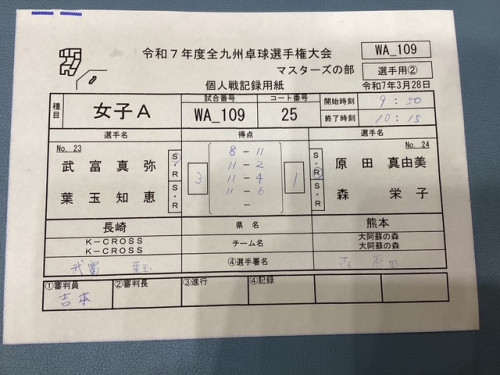 令和７年度全九州卓球選手権大会
マスターズの部
WA_109
選手用②
個人戦記録用紙
令和7年3月28日
種目
女子A
試合番号
WA_109
コート番号
25
開始時刻
9:50
終了時刻
10:15
選手名
得点
選手名
No. 23
武富真弥
葉玉知恵
S・R
S・R
3
8 - 11
11 - 2
11 - 4
11 - 6
-
1
S・R
S・R
No. 24
原田真由美
森 栄子
長崎
県名
熊本
K-CROSS
K-CROSS
チーム名
大阿蘇の森
大阿蘇の森
武富 葉玉
④選手署名
①審判員
②審判長
③進行
④記録
吉本